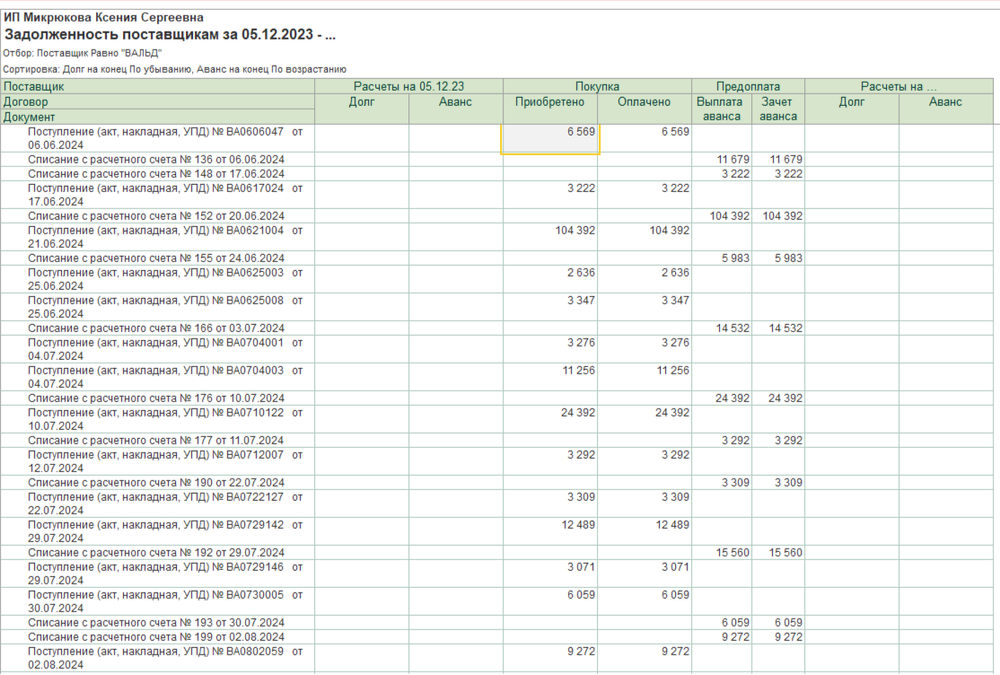 ИП Микрюкова Ксения Сергеевна
Задолженность поставщикам за 05.12.2023 - ...
Отбор: Поставщик Равно "ВАЛЬД"
Сортировка: Долг на конец По убыванию, Аванс на конец По возрастанию
Поставщик Расчеты на 05.12.23 Покупка Предоплата Расчеты на ...
Договор Долг Аванс Приобретено Оплачено Выплата Зачет Долг Аванс
Документ аванса аванса
Поступление (акт, накладная, УПД) № ВА0606047 от 6 569 6 569
06.06.2024
Списание с расчетного счета № 136 от 06.06.2024 11 679 11 679
Списание с расчетного счета № 148 от 17.06.2024 3 222 3 222
Поступление (акт, накладная, УПД) № ВА0617024 от 3 222 3 222
17.06.2024
Списание с расчетного счета № 152 от 20.06.2024 104 392 104 392
Поступление (акт, накладная, УПД) № ВА0621004 от 104 392 104 392
21.06.2024
Списание с расчетного счета № 155 от 24.06.2024 5 983 5 983
Поступление (акт, накладная, УПД) № ВА0625003 от 2 636 2 636
25.06.2024
Поступление (акт, накладная, УПД) № ВА0625008 от 3 347 3 347
25.06.2024
Списание с расчетного счета № 166 от 03.07.2024 14 532 14 532
Поступление (акт, накладная, УПД) № ВА0704001 от 3 276 3 276
04.07.2024
Поступление (акт, накладная, УПД) № ВА0704003 от 11 256 11 256
04.07.2024
Списание с расчетного счета № 176 от 10.07.2024 24 392 24 392
Поступление (акт, накладная, УПД) № ВА0710122 от 24 392 24 392
10.07.2024
Списание с расчетного счета № 177 от 11.07.2024 3 292 3 292
Поступление (акт, накладная, УПД) № ВА0712007 от 3 292 3 292
12.07.2024
Списание с расчетного счета № 190 от 22.07.2024 3 309 3 309
Поступление (акт, накладная, УПД) № ВА0722127 от 3 309 3 309
22.07.2024
Поступление (акт, накладная, УПД) № ВА0729142 от 12 489 12 489
29.07.2024
Списание с расчетного счета № 192 от 29.07.2024 15 560 15 560
Поступление (акт, накладная, УПД) № ВА0729146 от 3 071 3 071
29.07.2024
Поступление (акт, накладная, УПД) № ВА0730005 от 6 059 6 059
30.07.2024
Списание с расчетного счета № 193 от 30.07.2024 6 059 6 059
Списание с расчетного счета № 199 от 02.08.2024 9 272 9 272
Поступление (акт, накладная, УПД) № ВА0802059 от 9 272 9 272
02.08.2024